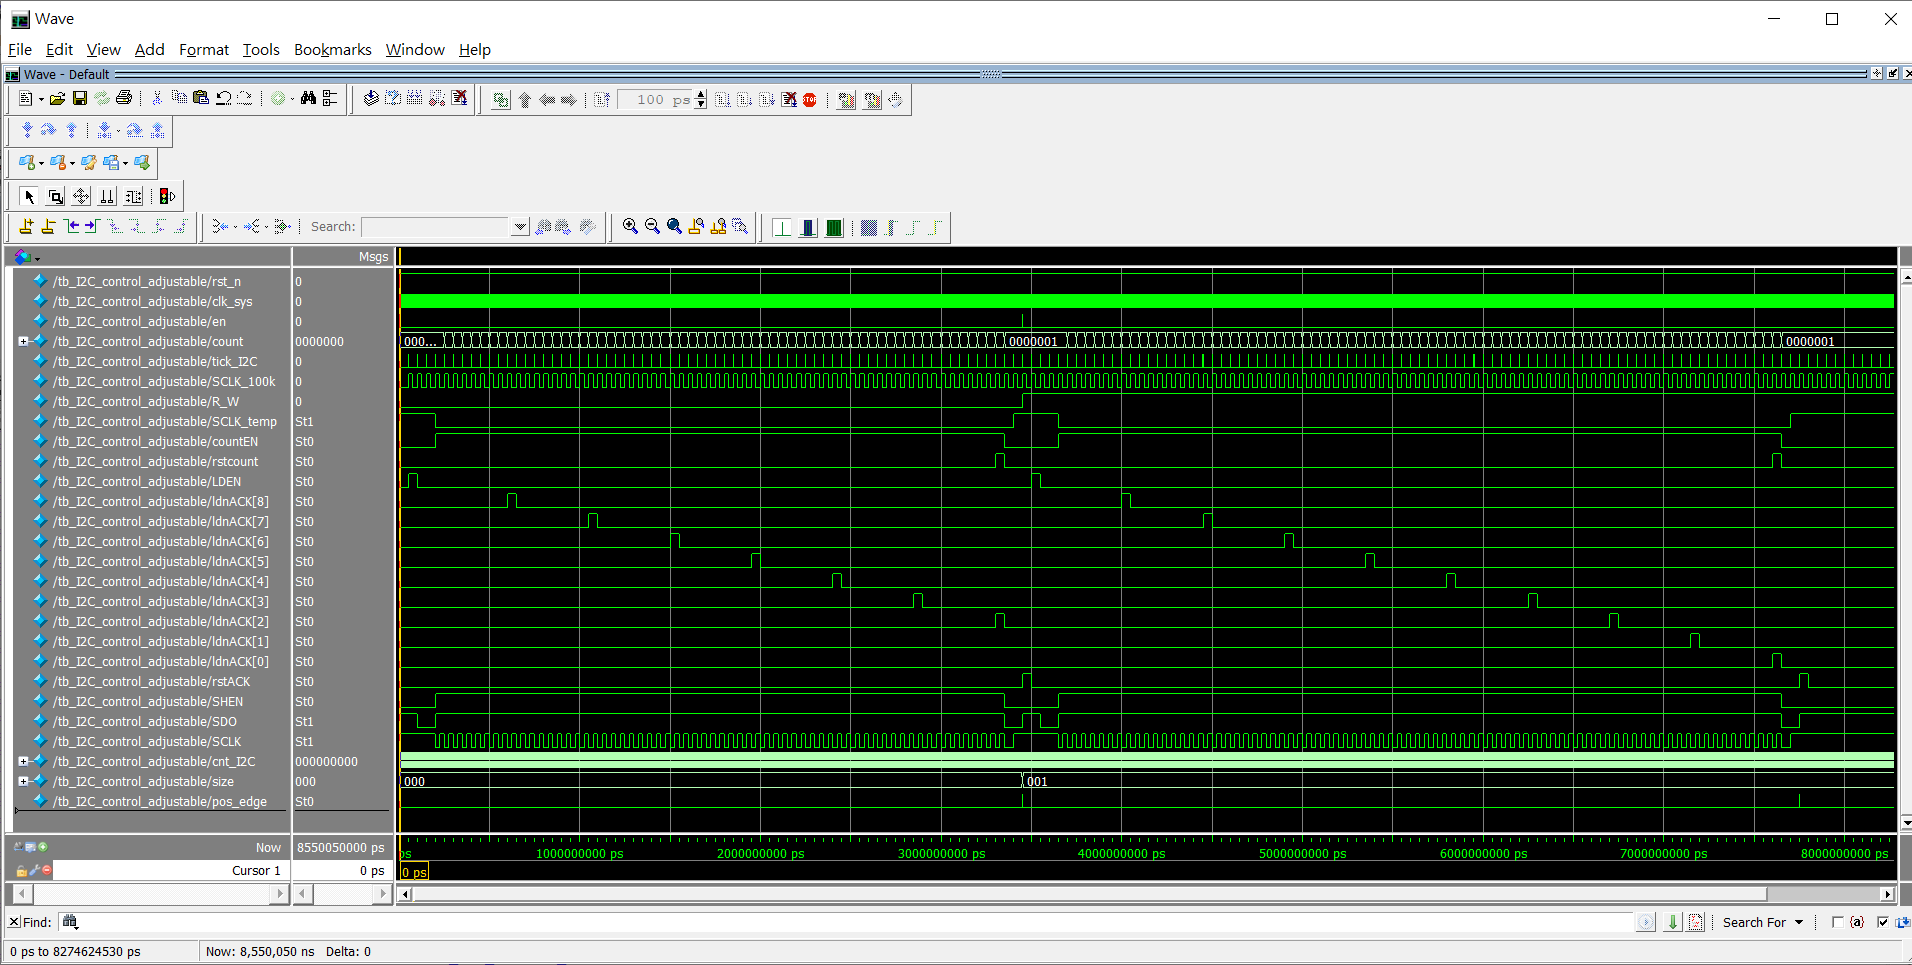 Wave
File Edit View Add Format Tools Bookmarks Window Help
Wave - Default
100 ps
STOP
Search:
Msgs
/tb_I2C_control_adjustable/rst_n 0
/tb_I2C_control_adjustable/clk_sys 0
/tb_I2C_control_adjustable/en 0
/tb_I2C_control_adjustable/count 0000000 000... 0000001 0000001
/tb_I2C_control_adjustable/tick_I2C 0
/tb_I2C_control_adjustable/SCLK_100k 0
/tb_I2C_control_adjustable/R_W 0
/tb_I2C_control_adjustable/SCLK_temp St1
/tb_I2C_control_adjustable/countEN St0
/tb_I2C_control_adjustable/rstcount St0
/tb_I2C_control_adjustable/LDEN St0
/tb_I2C_control_adjustable/ldnACK[8] St0
/tb_I2C_control_adjustable/ldnACK[7] St0
/tb_I2C_control_adjustable/ldnACK[6] St0
/tb_I2C_control_adjustable/ldnACK[5] St0
/tb_I2C_control_adjustable/ldnACK[4] St0
/tb_I2C_control_adjustable/ldnACK[3] St0
/tb_I2C_control_adjustable/ldnACK[2] St0
/tb_I2C_control_adjustable/ldnACK[1] St0
/tb_I2C_control_adjustable/ldnACK[0] St0
/tb_I2C_control_adjustable/rstACK St0
/tb_I2C_control_adjustable/SHEN St0
/tb_I2C_control_adjustable/SDO St1
/tb_I2C_control_adjustable/SCLK St1
/tb_I2C_control_adjustable/cnt_I2C 000000000
/tb_I2C_control_adjustable/size 000 000 001
/tb_I2C_control_adjustable/pos_edge St0
Now 8550050000 ps ps 1000000000 ps 2000000000 ps 3000000000 ps 4000000000 ps 5000000000 ps 6000000000 ps 7000000000 ps 8000000000 ps
Cursor 1 0 ps 0 ps
Find: Search For {a}
0 ps to 8274624530 ps Now: 8,550,050 ns Delta: 0